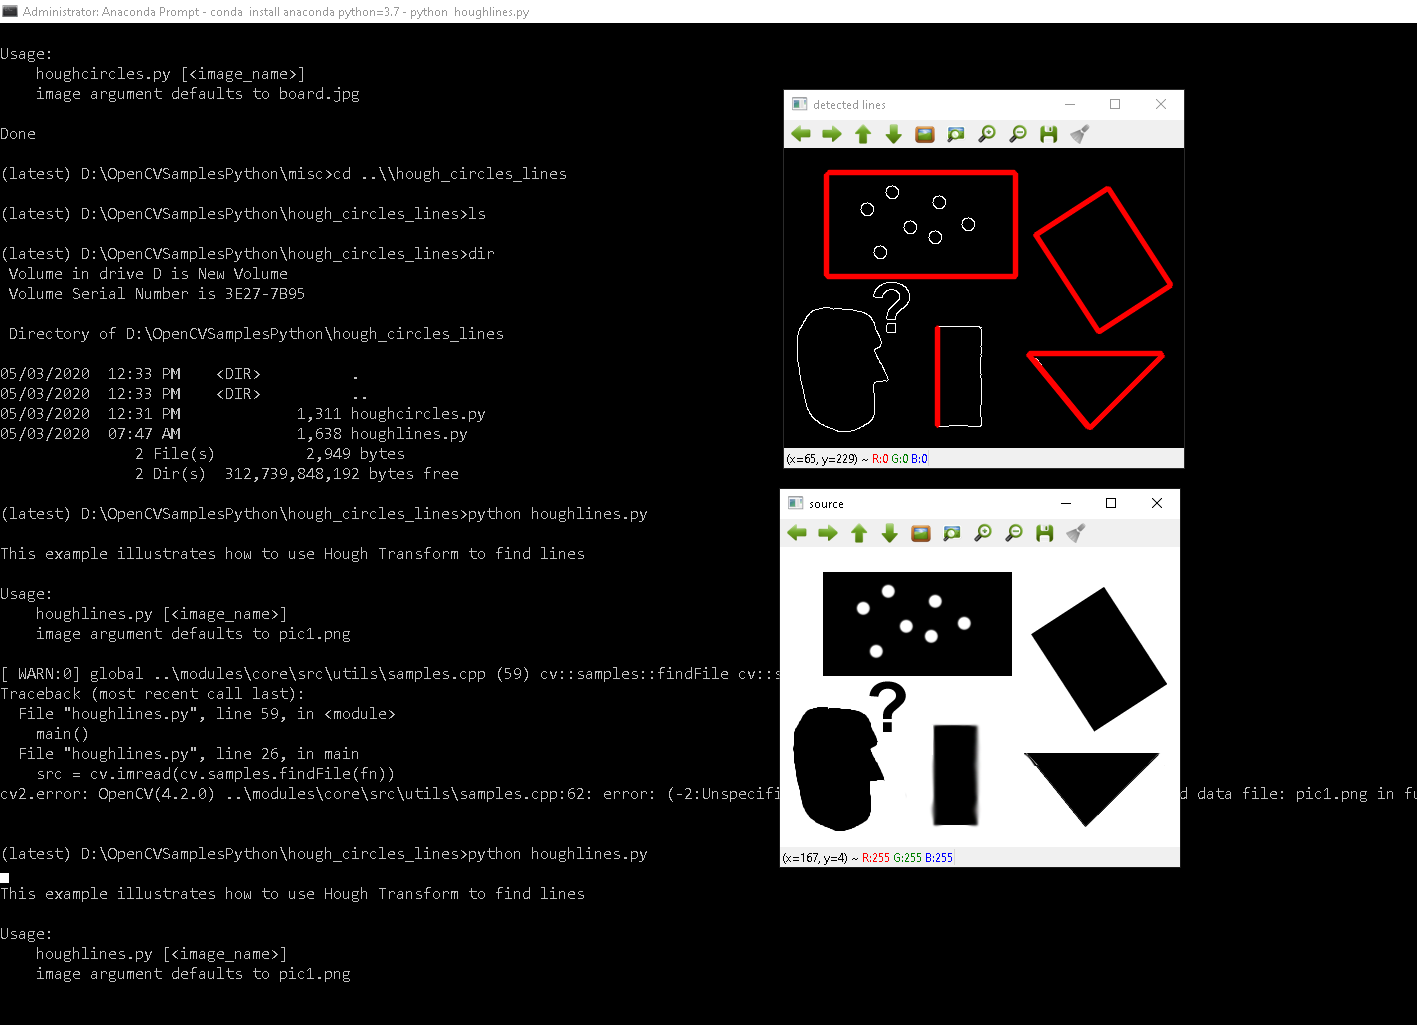 Administrator: Anaconda Prompt - conda  install anaconda python=3.7 - python  houghlines.py
Usage:
    houghcircles.py [<image_name>]
    image argument defaults to board.jpg
Done
(latest) D:\OpenCVSamplesPython\misc>cd ..\\hough_circles_lines
(latest) D:\OpenCVSamplesPython\hough_circles_lines>ls
(latest) D:\OpenCVSamplesPython\hough_circles_lines>dir
 Volume in drive D is New Volume
 Volume Serial Number is 3E27-7B95
 Directory of D:\OpenCVSamplesPython\hough_circles_lines
05/03/2020  12:33 PM    <DIR>          .
05/03/2020  12:33 PM    <DIR>          ..
05/03/2020  12:31 PM             1,311 houghcircles.py
05/03/2020  07:47 AM             1,638 houghlines.py
               2 File(s)          2,949 bytes
               2 Dir(s)  312,739,848,192 bytes free
(latest) D:\OpenCVSamplesPython\hough_circles_lines>python houghlines.py
This example illustrates how to use Hough Transform to find lines
Usage:
    houghlines.py [<image_name>]
    image argument defaults to pic1.png
[ WARN:0] global ..\modules\core\src\utils\samples.cpp (59) cv::samples::findFile cv::s
Traceback (most recent call last):
  File "houghlines.py", line 59, in <module>
    main()
  File "houghlines.py", line 26, in main
    src = cv.imread(cv.samples.findFile(fn))
cv2.error: OpenCV(4.2.0) ..\modules\core\src\utils\samples.cpp:62: error: (-2:Unspecifi d data file: pic1.png in fu
(latest) D:\OpenCVSamplesPython\hough_circles_lines>python houghlines.py
This example illustrates how to use Hough Transform to find lines
Usage:
    houghlines.py [<image_name>]
    image argument defaults to pic1.png
detected lines
?
(x=65, y=229) ~ R:0 G:0 B:0
source
?
(x=167, y=4) ~ R:255 G:255 B:255